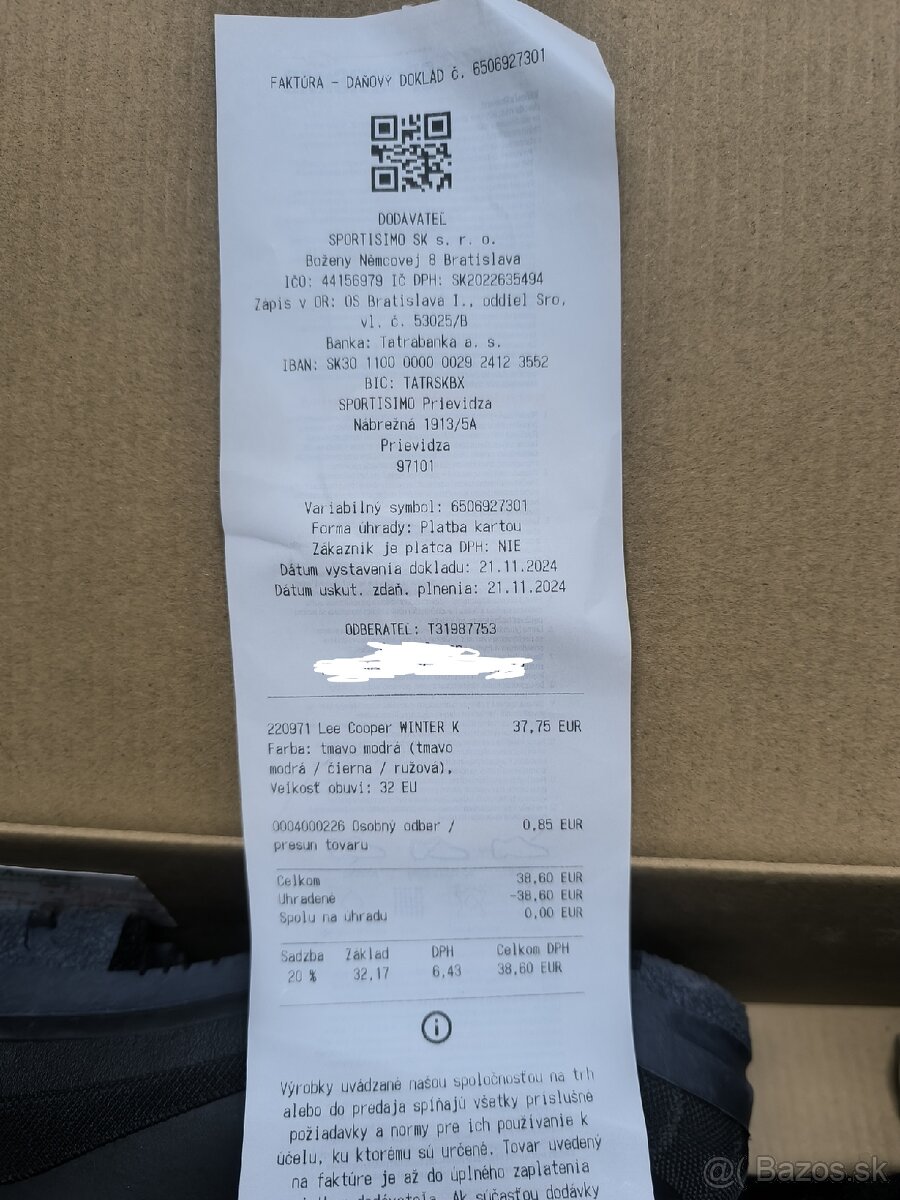 FAKTÚRA - DAŇOVÝ DOKLAD č. 6506927301
DODÁVATEĽ
SPORTISIMO SK s. r. o.
Boženy Němcovej 8 Bratislava
IČO: 44156979 IČ DPH: SK2022635494
Zápis v OR: OS Bratislava I., oddiel Sro,
vl. č. 53025/B
Banka: Tatrabanka a. s.
IBAN: SK30 1100 0000 0029 2412 3552
BIC: TATRSKBX
SPORTISIMO Prievidza
Nábrežná 1913/5A
Prievidza
97101
Variabilný symbol: 6506927301
Forma úhrady: Platba kartou
Zákazník je platca DPH: NIE
Dátum vystavenia dokladu: 21.11.2024
Dátum uskut. zdaň. plnenia: 21.11.2024
ODBERATEĽ: T31987753
220971 Lee Cooper WINTER K 37,75 EUR
Farba: tmavo modrá (tmavo
modrá / čierna / ružová),
Veľkosť obuvi: 32 EU
0004000226 Osobný odber / 0,85 EUR
presun tovaru
Celkom 38,60 EUR
Uhradené -38,60 EUR
Spolu na úhradu 0,00 EUR
Sadzba Základ DPH Celkom DPH
20 % 32,17 6,43 38,60 EUR
Výrobky uvádzané našou spoločnosťou na trh
alebo do predaja spĺňajú všetky príslušné
požiadavky a normy pre ich používanie k
účelu, ku ktorému sú určené. Tovar uvedený
na faktúre je až do úplného zaplatenia
dodávateľa. Ak súčasťou dodávky
@ Bazos.sk